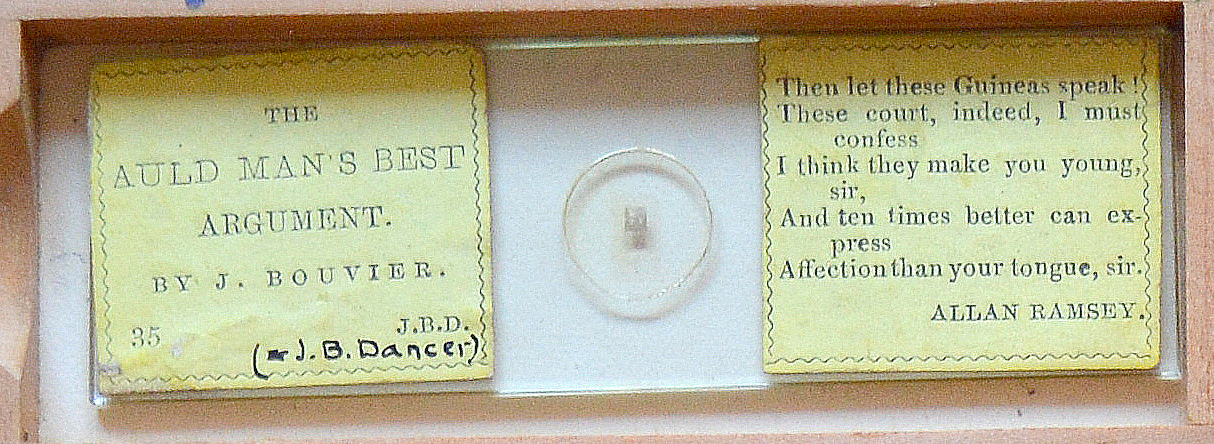 THE
AULD MAN'S BEST
ARGUMENT.
BY J. BOUVIER.
35
J.B.D.
(= J. B. Dancer)
Then let these Guineas speak!
These court, indeed, I must
confess
I think they make you young,
sir,
And ten times better can ex-
press
Affection than your tongue, sir.
ALLAN RAMSEY.